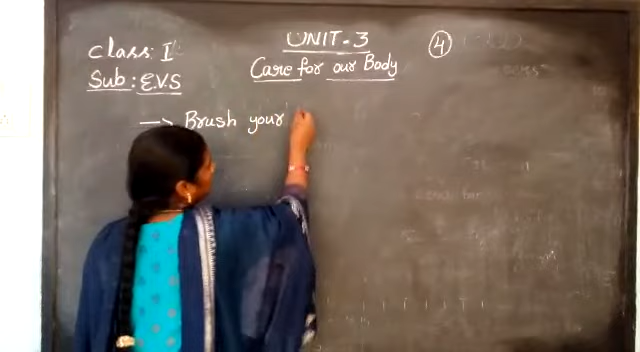 UNIT-3
④
Class: I
Care for our Body
Sub: E.V.S
→ Brush your